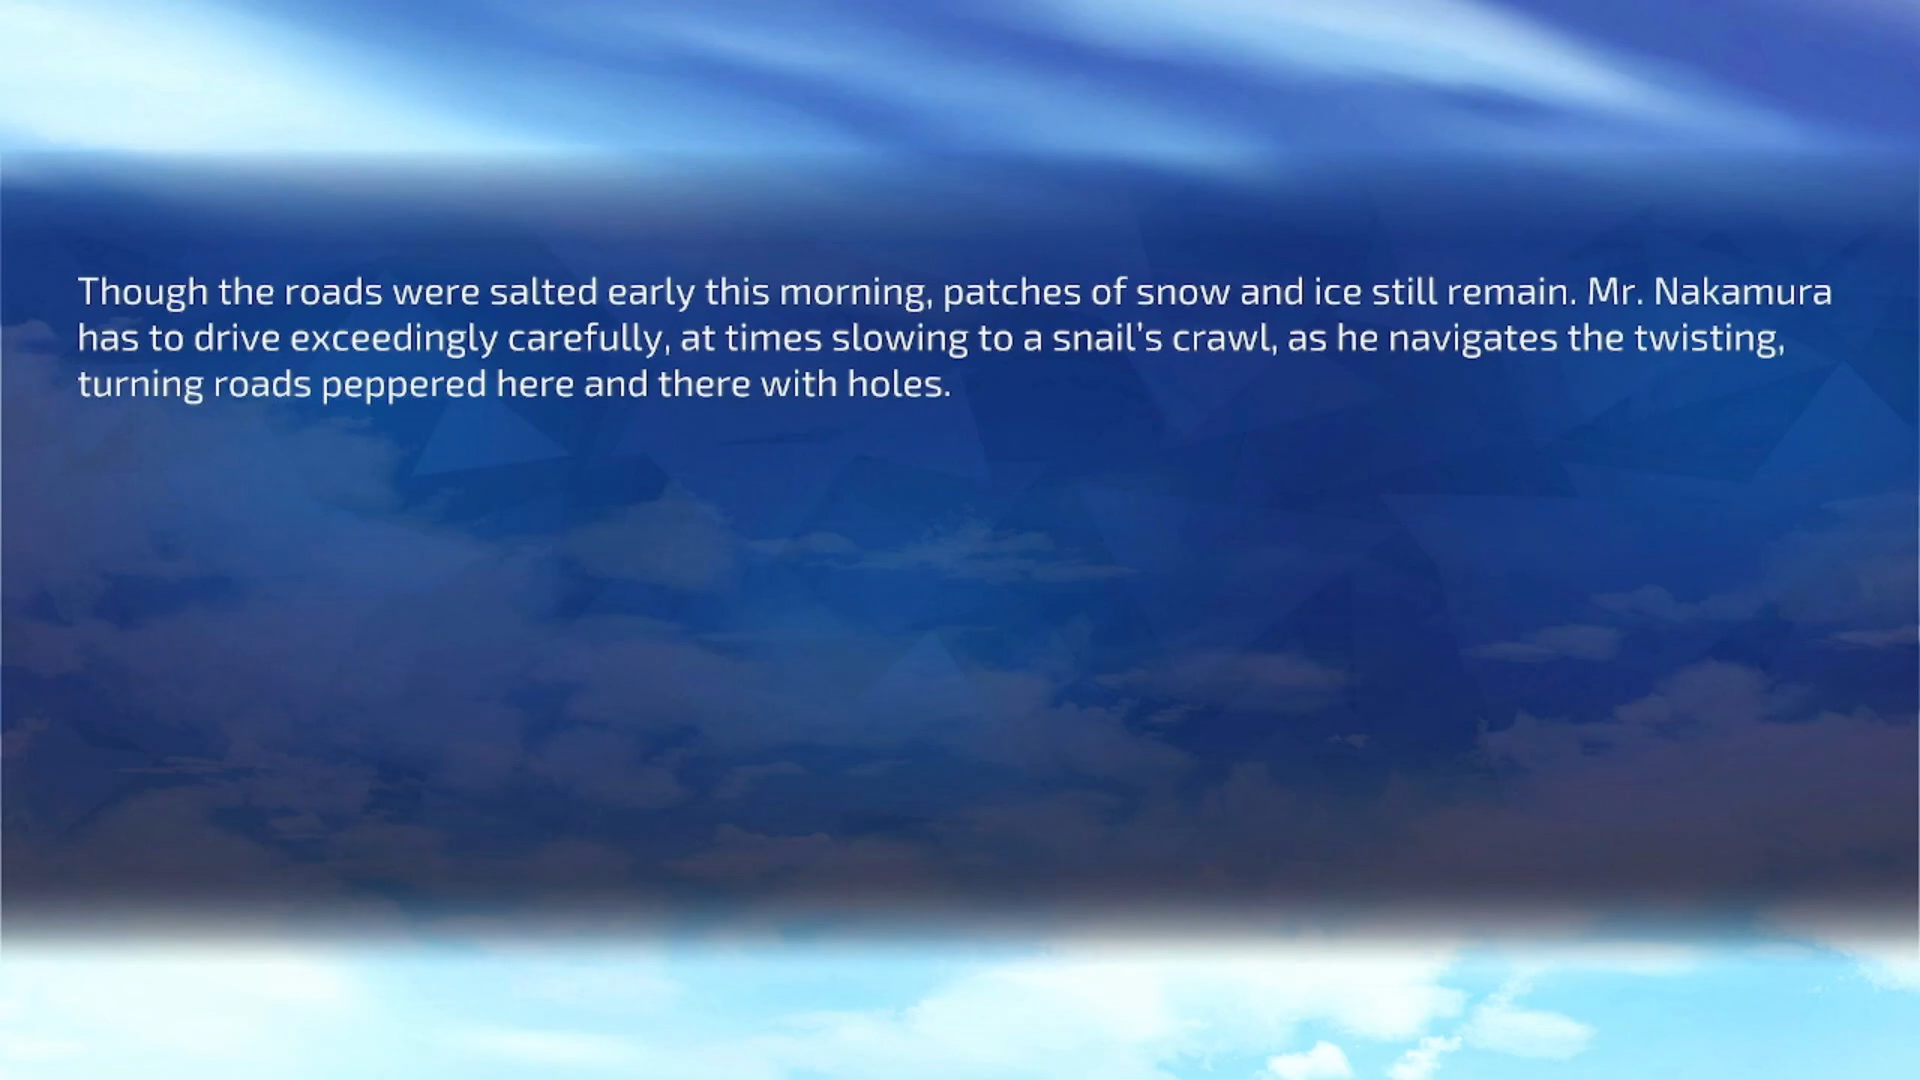 Though the roads were salted early this morning, patches of snow and ice still remain. Mr. Nakamura
has to drive exceedingly carefully, at times slowing to a snail's crawl, as he navigates the twisting,
turning roads peppered here and there with holes.